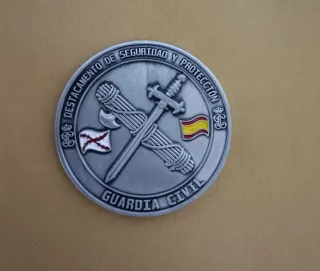 DESTACAMENTO DE SEGURIDAD Y PROTECCIÓN
GUARDIA CIVIL